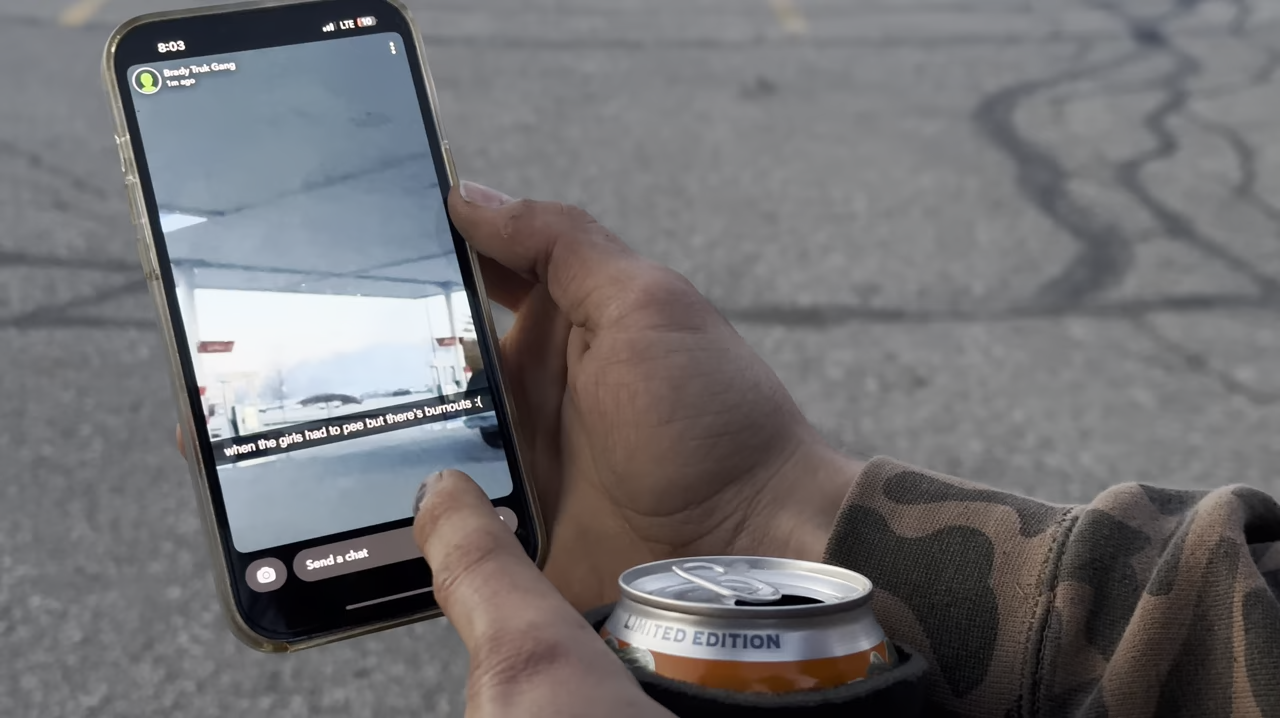 8:03
LTE 10
Brady Truk Gang
1m ago
when the girls had to pee but there's burnouts :(
Send a chat
LIMITED EDITION